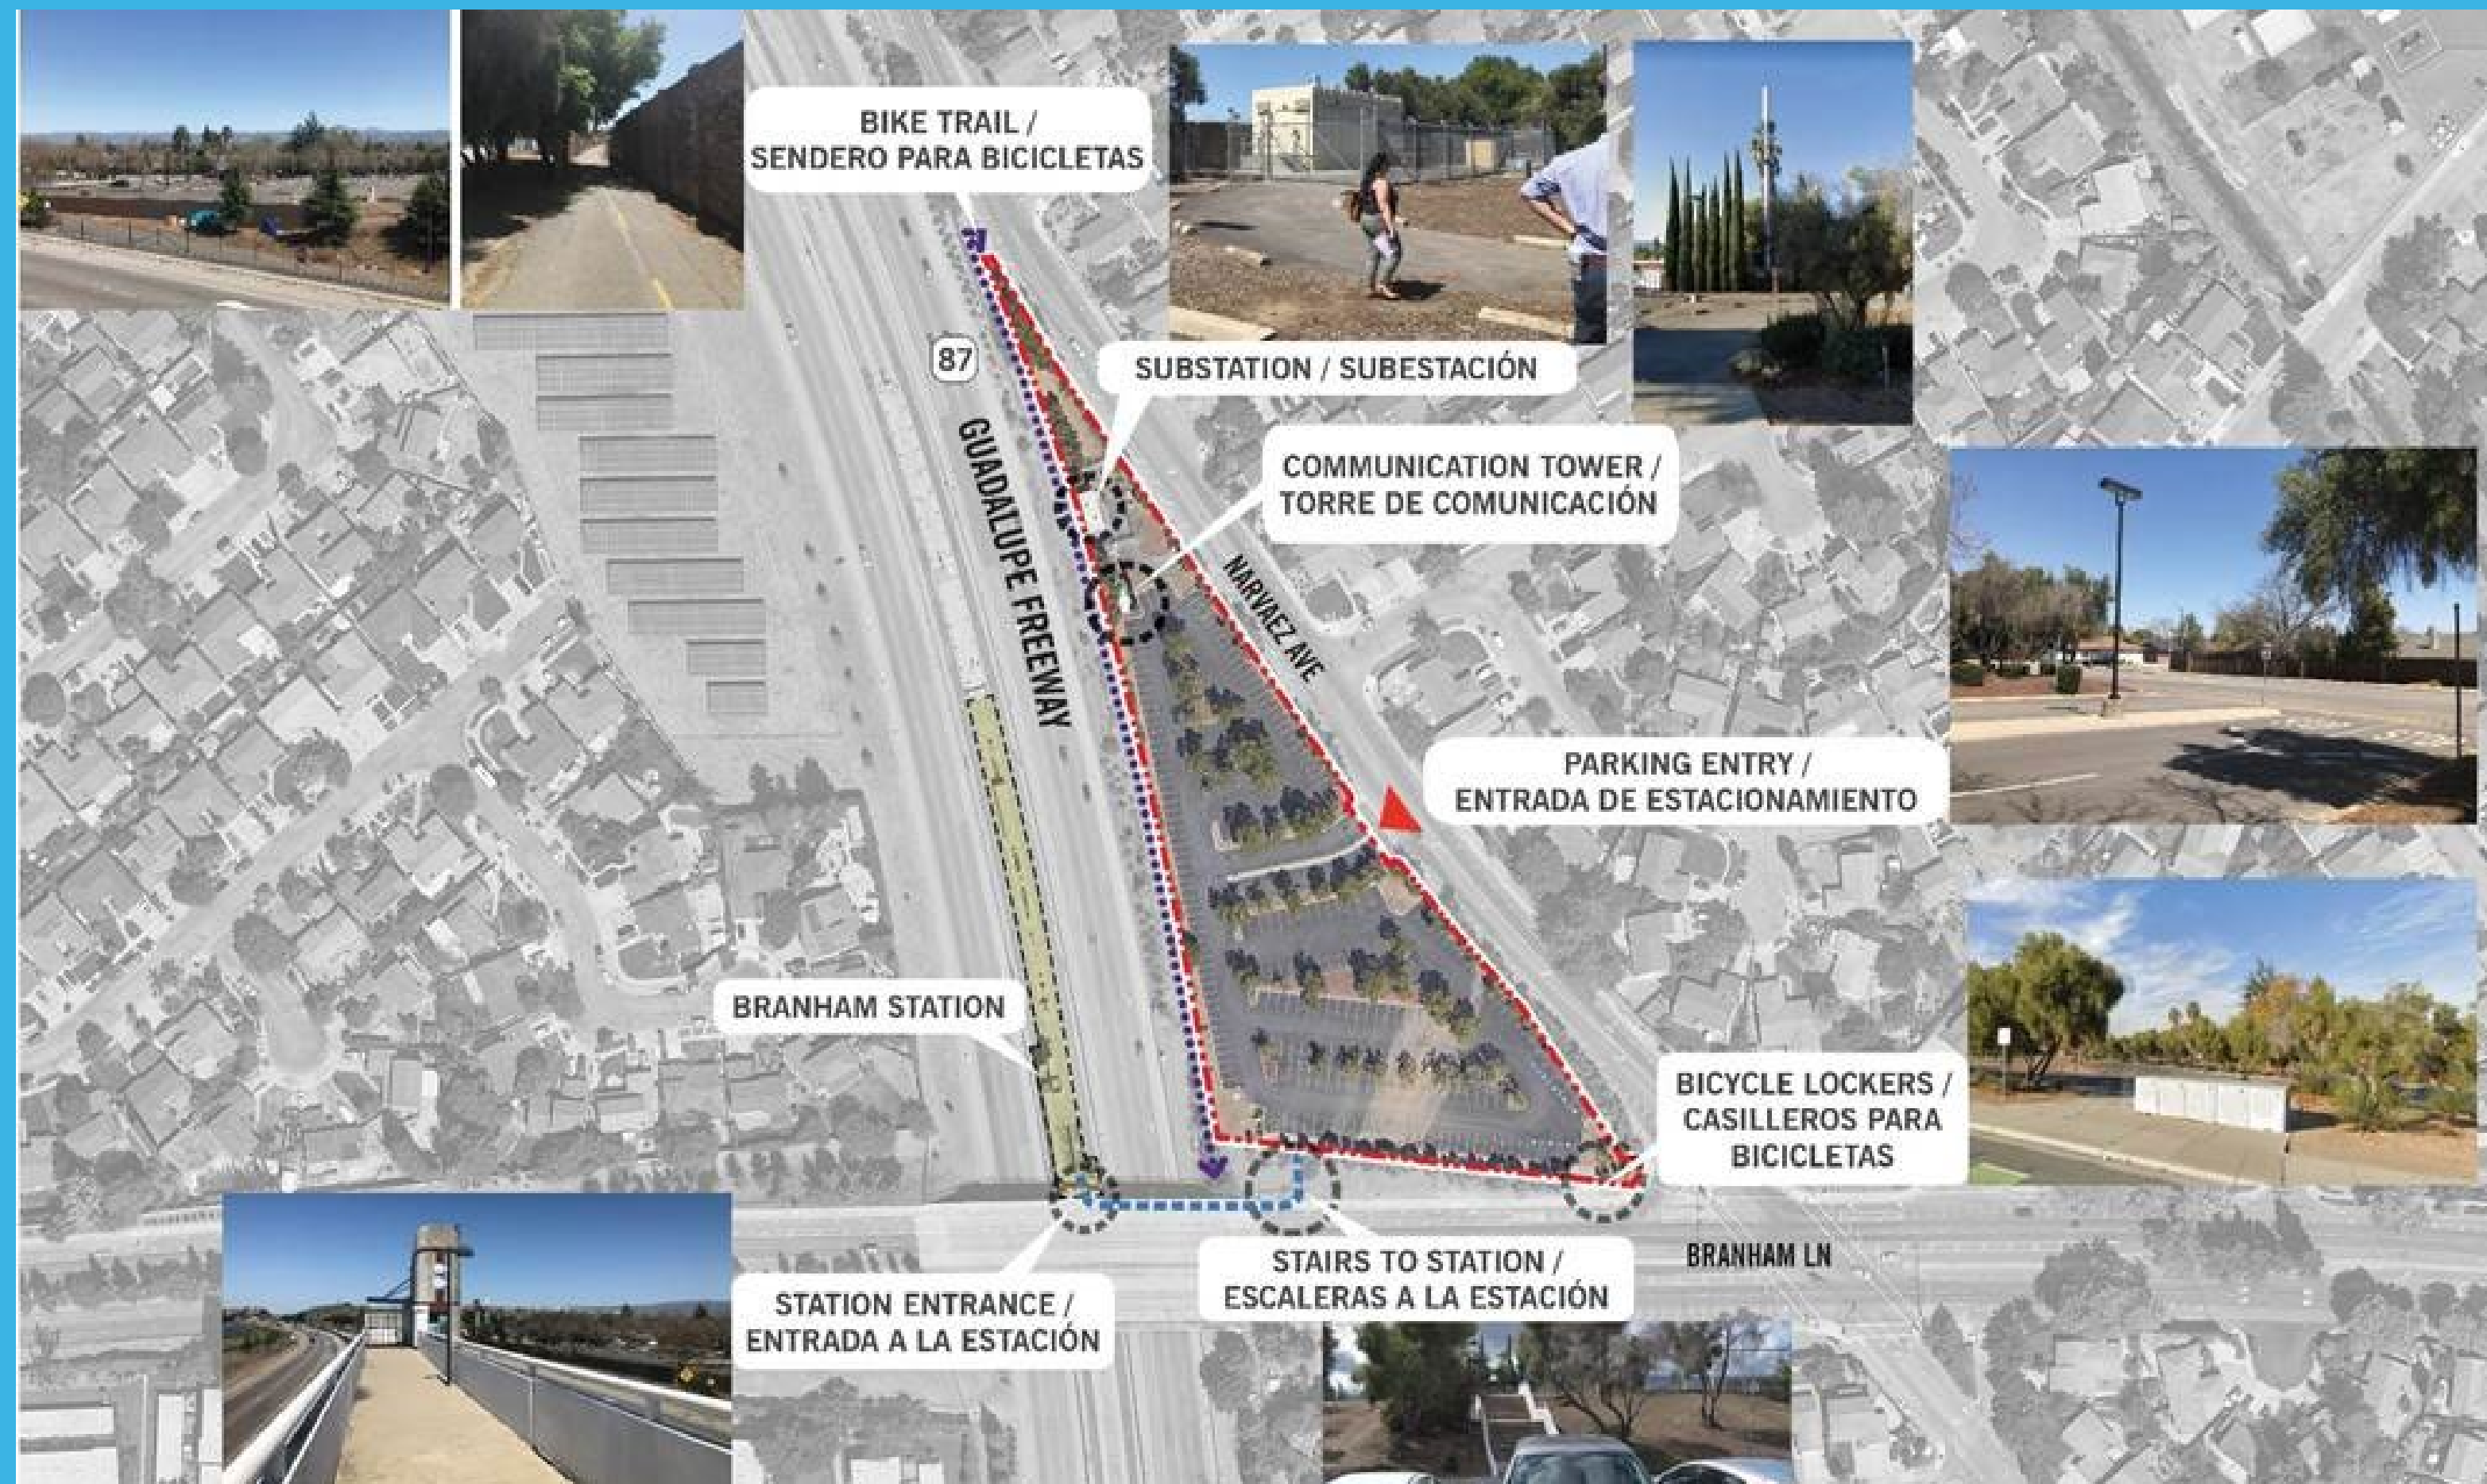 BIKE TRAIL /
SENDERO PARA BICICLETAS
87
SUBSTATION / SUBESTACIÓN
GUADALUPE FREEWAY
COMMUNICATION TOWER /
TORRE DE COMUNICACIÓN
NARVAEZ AVE
PARKING ENTRY /
ENTRADA DE ESTACIONAMIENTO
BRANHAM STATION
BICYCLE LOCKERS /
CASILLEROS PARA
BICICLETAS
STAIRS TO STATION /
ESCALERAS A LA ESTACIÓN
BRANHAM LN
STATION ENTRANCE /
ENTRADA A LA ESTACIÓN